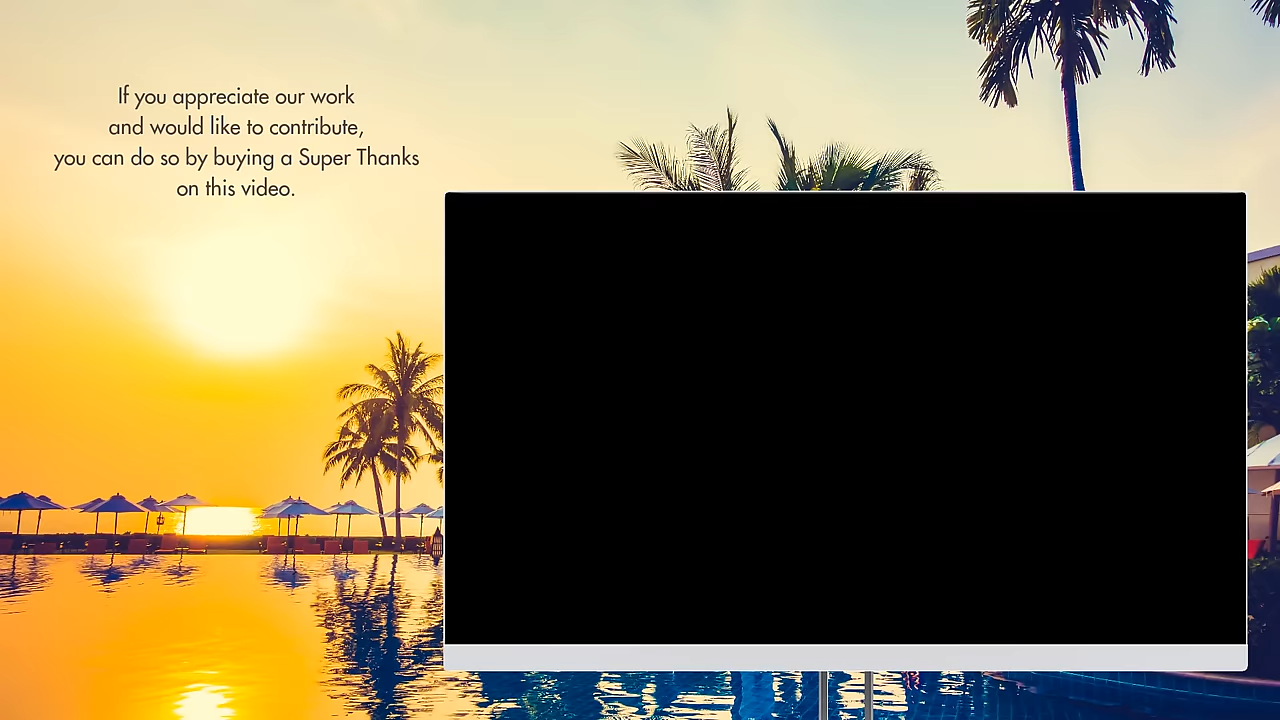 If you appreciate our work
and would like to contribute,
you can do so by buying a Super Thanks
on this video.